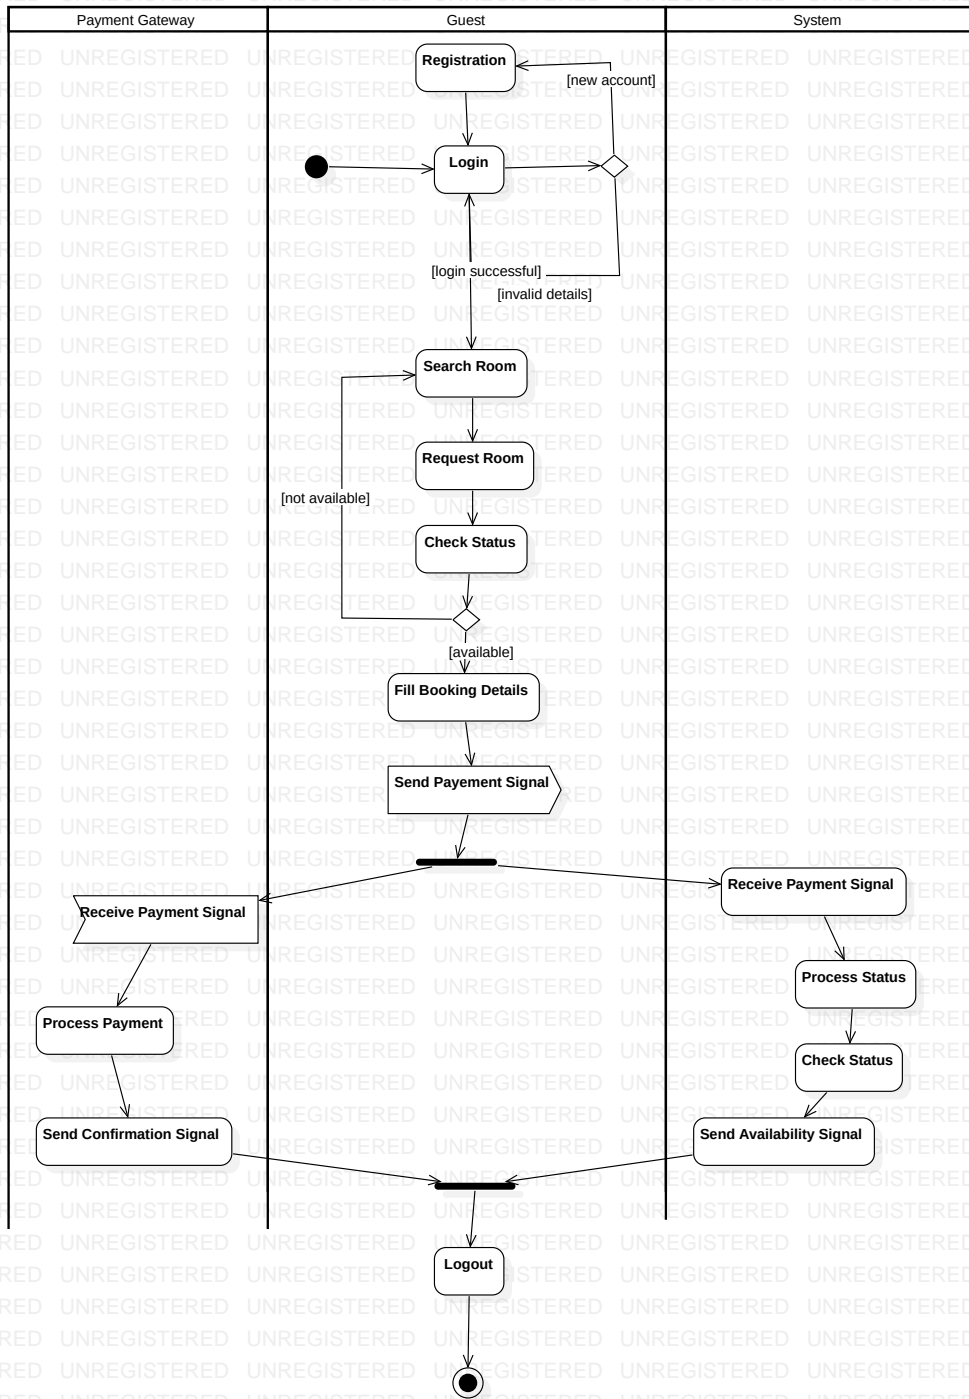 Payment Gateway
Guest
System
Registration
[new account]
Login
[login successful]
[invalid details]
Search Room
Request Room
[not available]
Check Status
[available]
Fill Booking Details
Send Payement Signal
Receive Payment Signal
Receive Payment Signal
Process Status
Process Payment
Check Status
Send Confirmation Signal
Send Availability Signal
Logout
UNREGISTERED